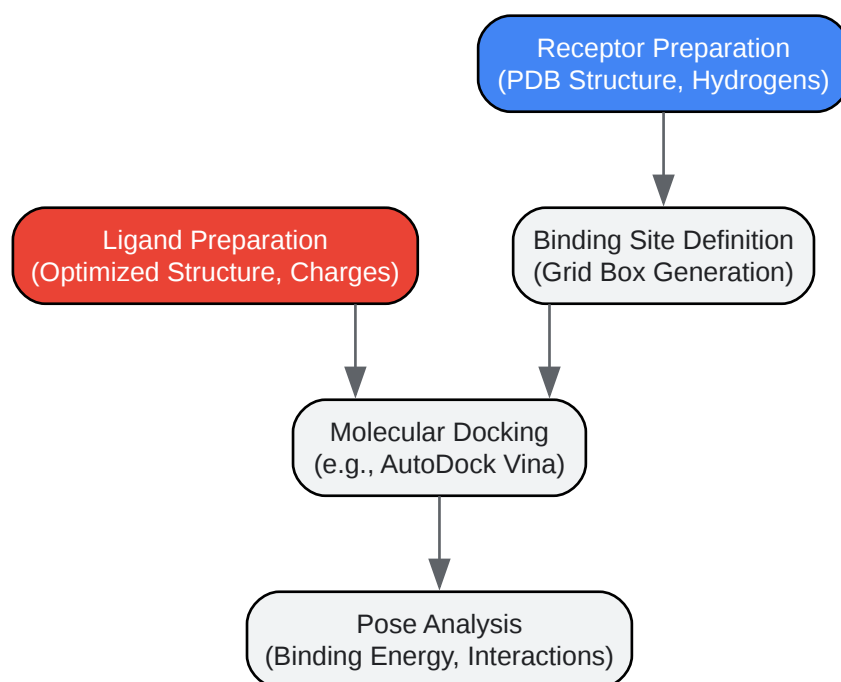 Receptor Preparation
(PDB Structure, Hydrogens)
Ligand Preparation
(Optimized Structure, Charges)
Binding Site Definition
(Grid Box Generation)
Molecular Docking
(e.g., AutoDock Vina)
Pose Analysis
(Binding Energy, Interactions)